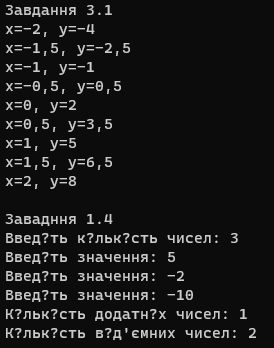 Завдання 3.1
x=-2, y=-4
x=-1,5, y=-2,5
x=-1, y=-1
x=-0,5, y=0,5
x=0, y=2
x=0,5, y=3,5
x=1, y=5
x=1,5, y=6,5
x=2, y=8

Завадння 1.4
Введ?ть к?льк?сть чисел: 3
Введ?ть значення: 5
Введ?ть значення: -2
Введ?ть значення: -10
К?льк?сть додатн?х чисел: 1
К?льк?сть в?д'ємних чисел: 2